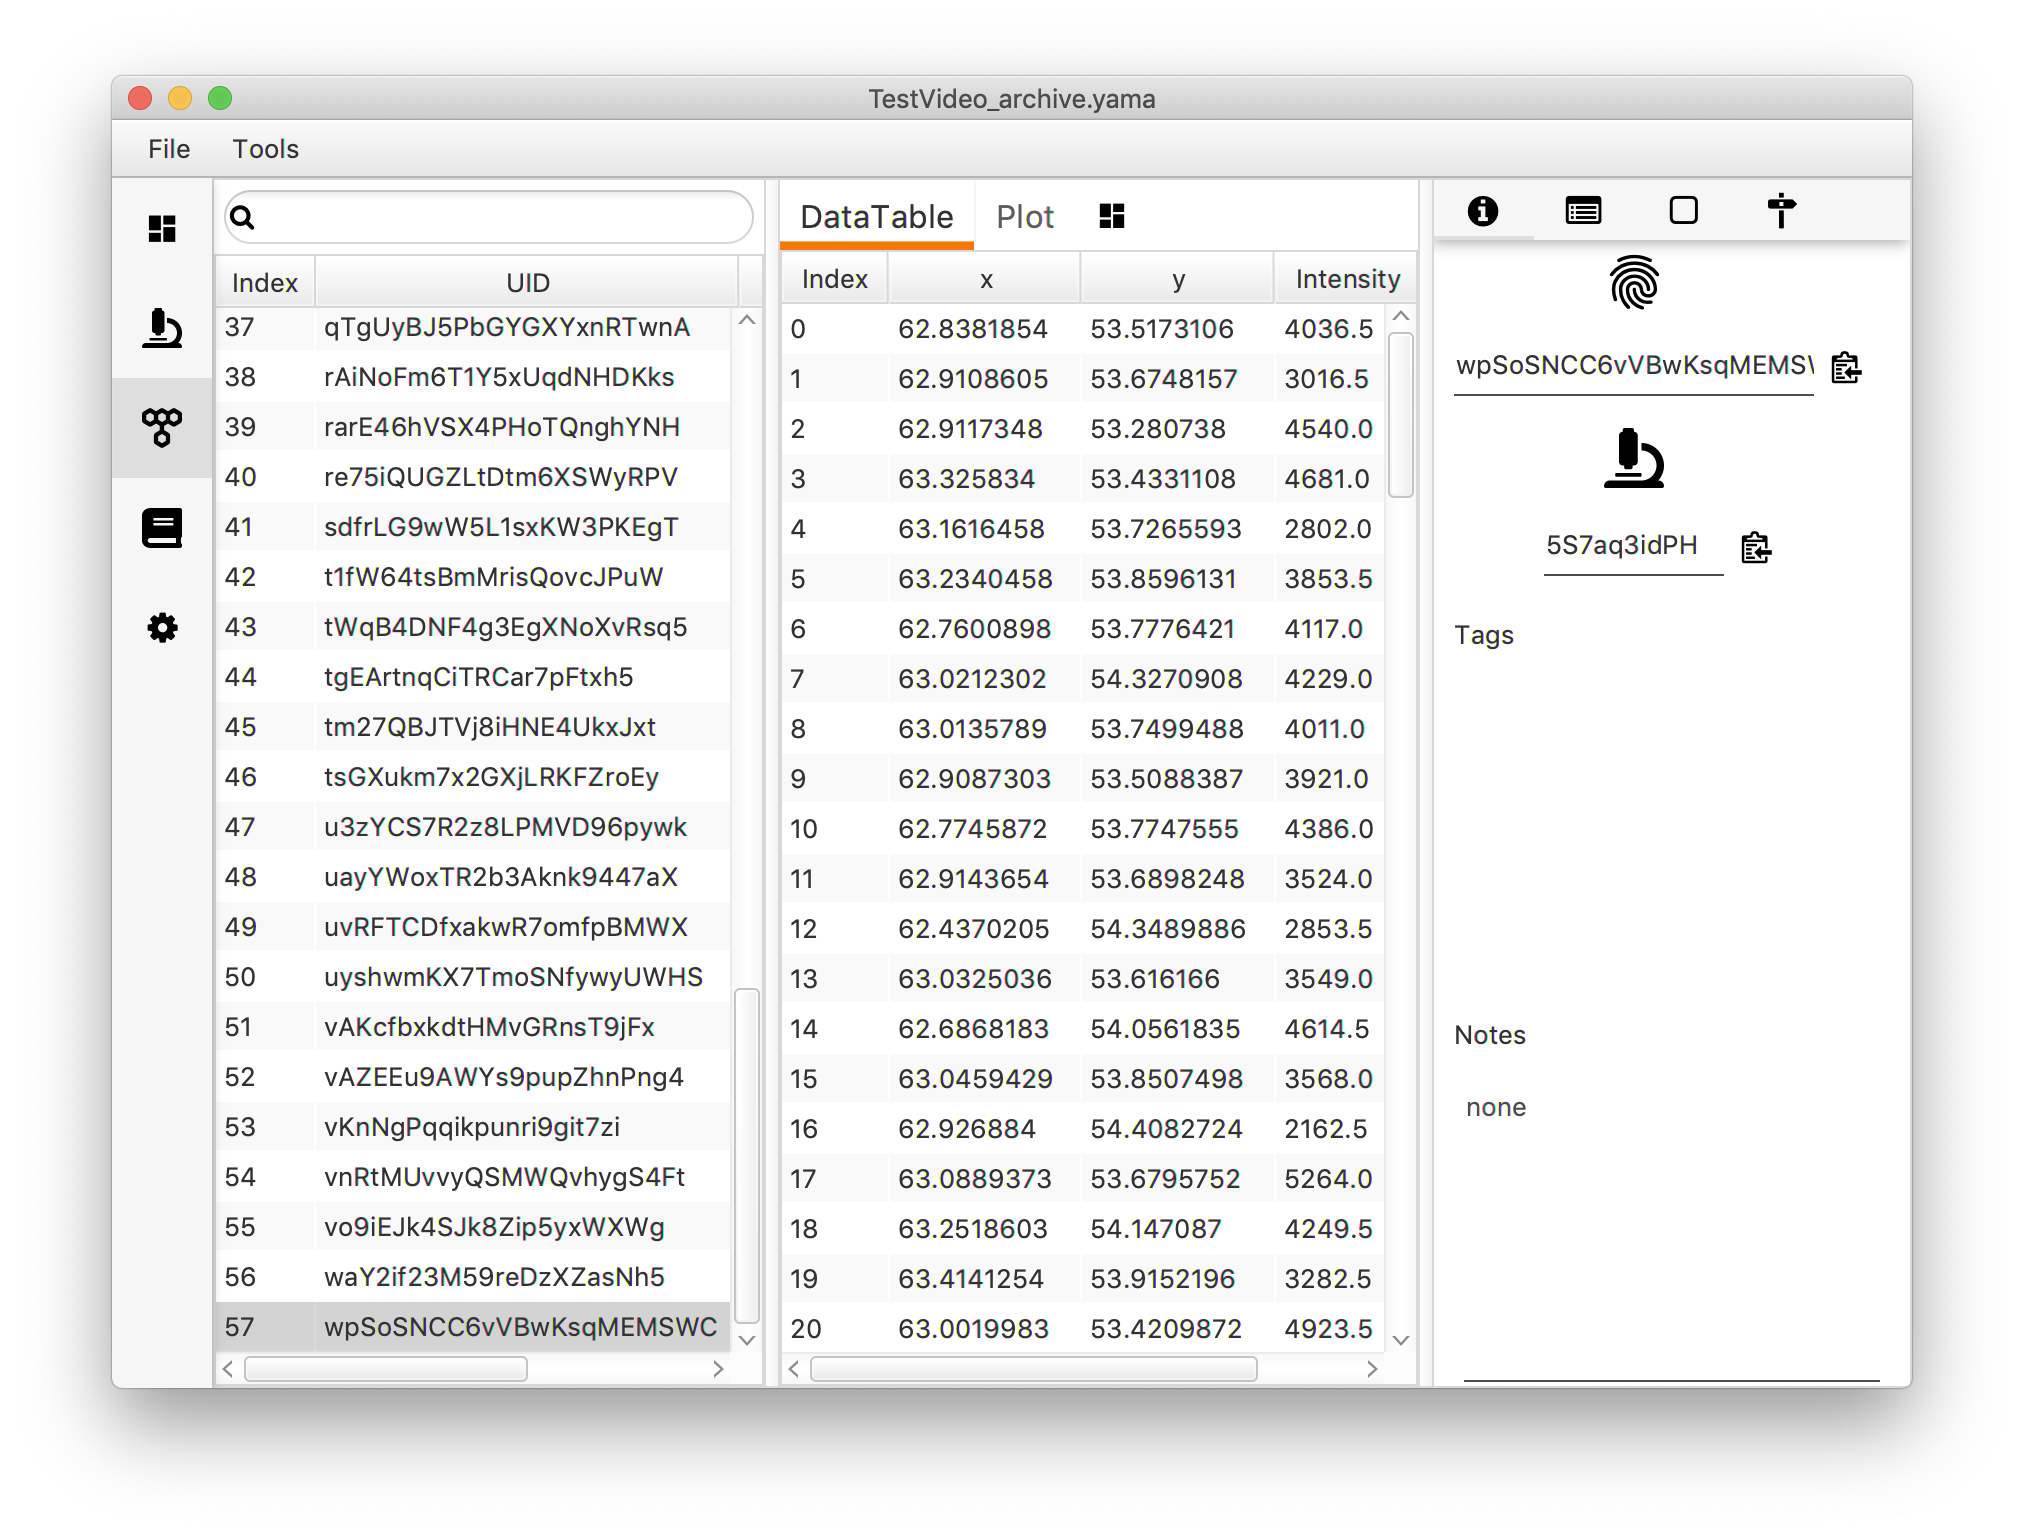 TestVideo_archive.yama
File Tools
DataTable Plot
Index UID
Index x y Intensity
37 qTgUyBJ5PbGYGXYxnRTwnA
38 rAiNoFm6T1Y5xUqdNHDKks
39 rarE46hVSX4PHoTQnghYNH
40 re75iQUGZLtDtm6XSWyRPV
41 sdfrLG9wW5L1sxKW3PKEgT
42 t1fW64tsBmMrisQovcJPuW
43 tWqB4DNF4g3EgXNoXvRsq5
44 tgEArtnqCiTRCar7pFtxh5
45 tm27QBJTVj8iHNE4UkxJxt
46 tsGXukm7x2GXjLRKFZroEy
47 u3zYCS7R2z8LPMVD96pywk
48 uayYWoxTR2b3Aknk9447aX
49 uvRFTCDfxakwR7omfpBMWX
50 uyshwmKX7TmoSNfywyUWHS
51 vAKcfbxkdtHMvGRnsT9jFx
52 vAZEEu9AWYs9pupZhnPng4
53 vKnNgPqqikpunri9git7zi
54 vnRtMUvvyQSMWQvhygS4Ft
55 vo9iEJk4SJk8Zip5yxWXWg
56 waY2if23M59reDzXZasNh5
57 wpSoSNCC6vVBwKsqMEMSWC
0 62.8381854 53.5173106 4036.5
1 62.9108605 53.6748157 3016.5
2 62.9117348 53.280738 4540.0
3 63.325834 53.4331108 4681.0
4 63.1616458 53.7265593 2802.0
5 63.2340458 53.8596131 3853.5
6 62.7600898 53.7776421 4117.0
7 63.0212302 54.3270908 4229.0
8 63.0135789 53.7499488 4011.0
9 62.9087303 53.5088387 3921.0
10 62.7745872 53.7747555 4386.0
11 62.9143654 53.6898248 3524.0
12 62.4370205 54.3489886 2853.5
13 63.0325036 53.616166 3549.0
14 62.6868183 54.0561835 4614.5
15 63.0459429 53.8507498 3568.0
16 62.926884 54.4082724 2162.5
17 63.0889373 53.6795752 5264.0
18 63.2518603 54.147087 4249.5
19 63.4141254 53.9152196 3282.5
20 63.0019983 53.4209872 4923.5
wpSoSNCC6vVBwKsqMEMSW
5S7aq3idPH
Tags
Notes
none